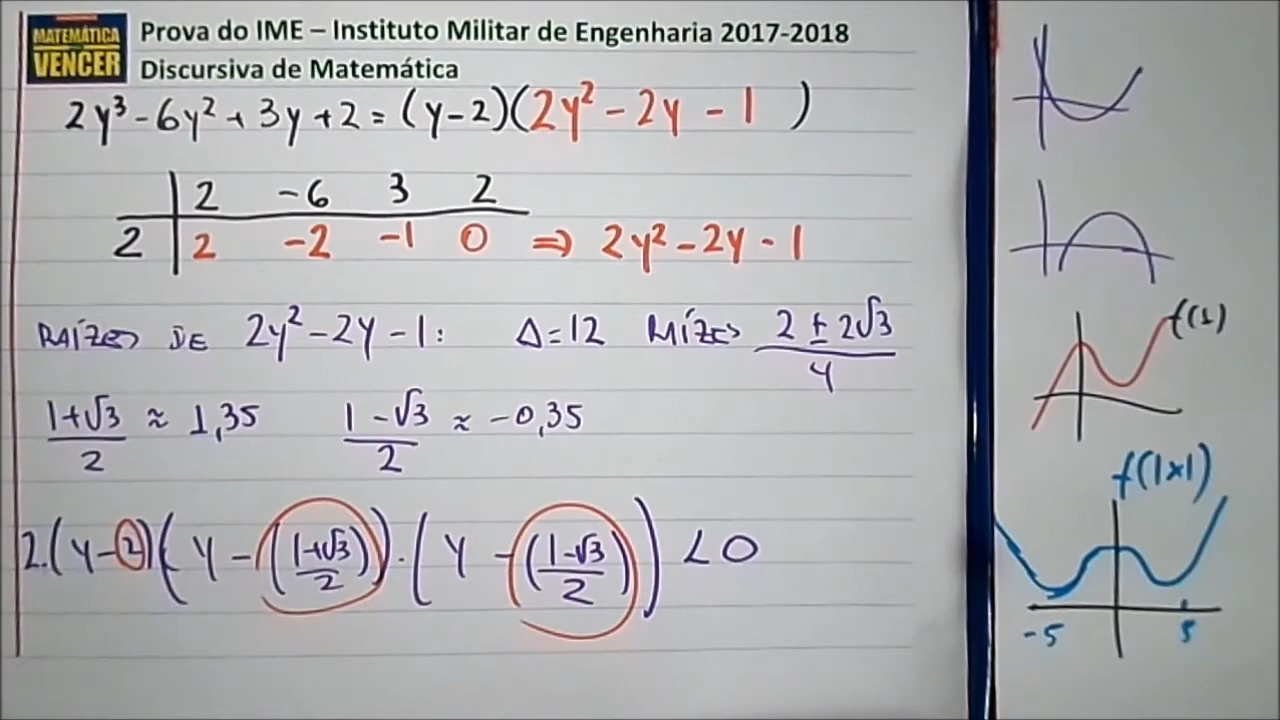 MATEMÁTICA
VENCER
Prova do IME – Instituto Militar de Engenharia 2017-2018
Discursiva de Matemática
2y³ - 6y² + 3y + 2 = (y-2)(2y² - 2y - 1)
2 -6 3 2
2 2 -2 -1 0 ⇒ 2y² - 2y - 1
RAÍZES DE 2y² - 2y - 1: Δ=12 RAÍZES (2 ± 2√3)/4
(1+√3)/2 ≈ 1,35 (1-√3)/2 ≈ -0,35
2.(y-2)(y - ((1+√3)/2)).(y - ((1-√3)/2)) < 0
f(1)
f(|x|)
-5 5